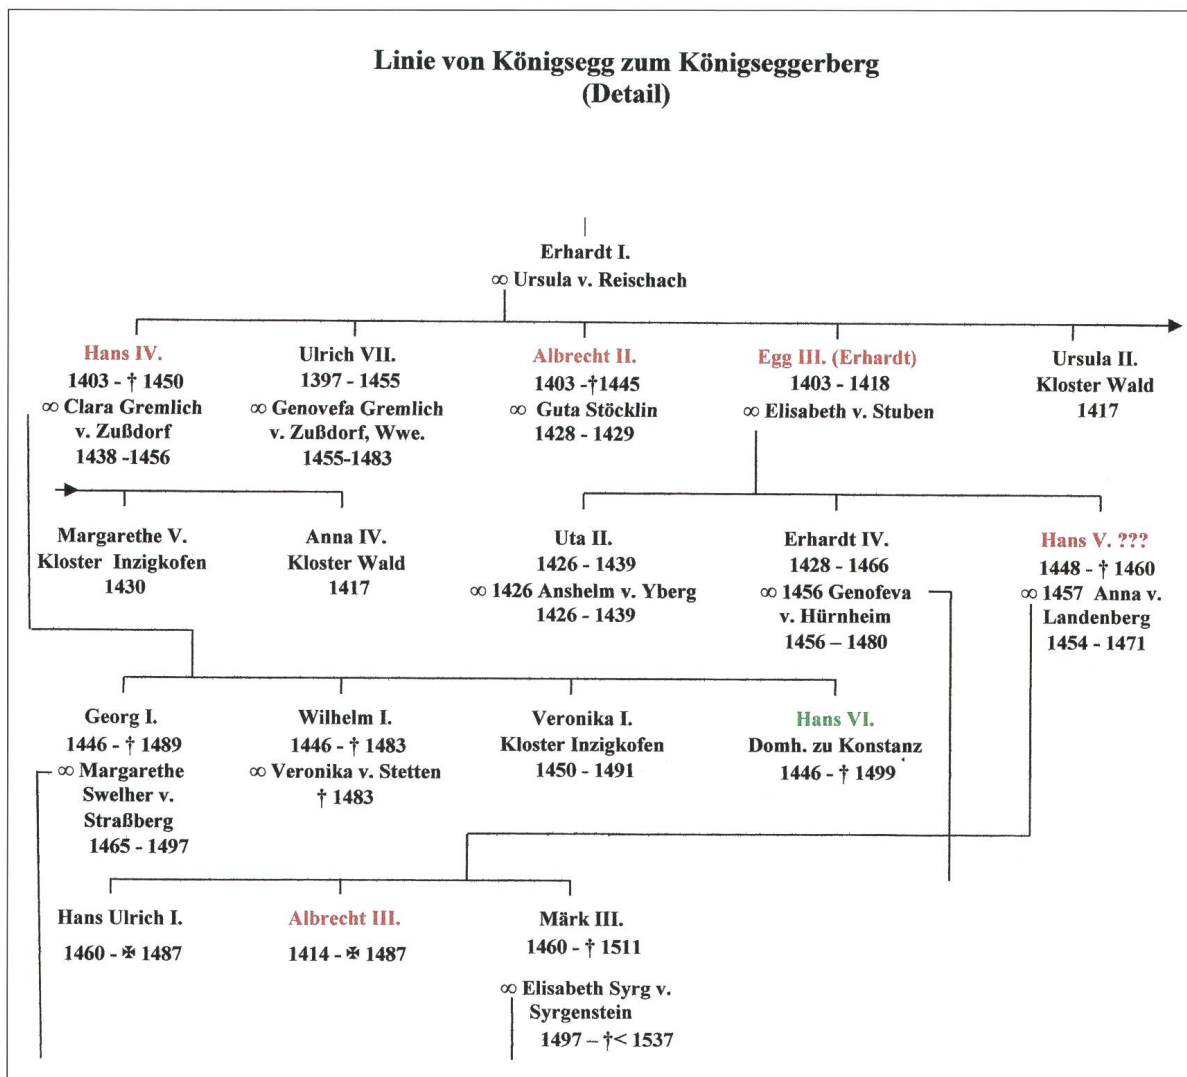 Linie von Königsegg zum Königseggerberg
(Detail)
Erhardt I.
∞ Ursula v. Reischach
Hans IV.
1403 - † 1450
∞ Clara Gremlich
v. Zußdorf
1438 -1456
Ulrich VII.
1397 - 1455
∞ Genovefa Gremlich
v. Zußdorf, Wwe.
1455-1483
Albrecht II.
1403 -†1445
∞ Guta Stöcklin
1428 - 1429
Egg III. (Erhardt)
1403 - 1418
∞ Elisabeth v. Stuben
Ursula II.
Kloster Wald
1417
Margarethe V.
Kloster Inzigkofen
1430
Anna IV.
Kloster Wald
1417
Uta II.
1426 - 1439
∞ 1426 Anshelm v. Yberg
1426 - 1439
Erhardt IV.
1428 - 1466
∞ 1456 Genofeva
v. Hürnheim
1456 – 1480
Hans V. ???
1448 - † 1460
∞ 1457 Anna v.
Landenberg
1454 - 1471
Georg I.
1446 - † 1489
∞ Margarethe
Swelher v.
Straßberg
1465 - 1497
Wilhelm I.
1446 - † 1483
∞ Veronika v. Stetten
† 1483
Veronika I.
Kloster Inzigkofen
1450 - 1491
Hans VI.
Domh. zu Konstanz
1446 - † 1499
Hans Ulrich I.
1460 - ✠ 1487
Albrecht III.
1414 - ✠ 1487
Märk III.
1460 - † 1511
∞ Elisabeth Syrg v.
Syrgenstein
1497 – †< 1537